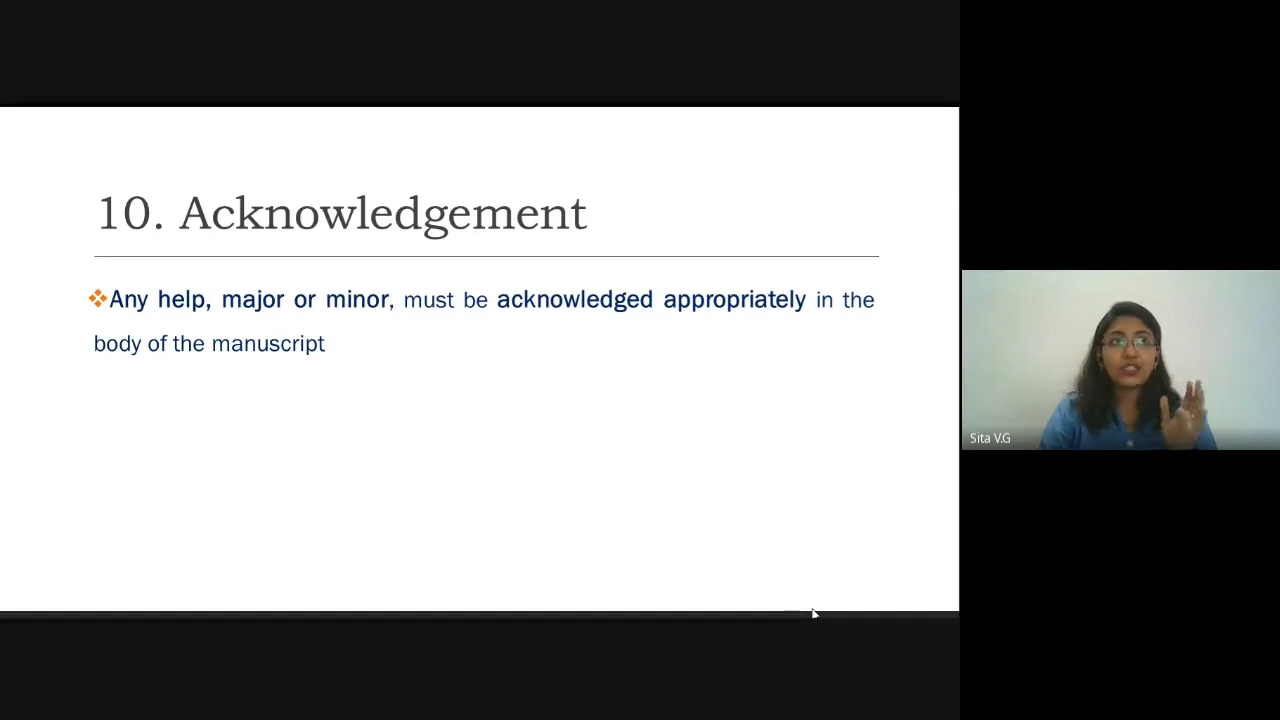 10. Acknowledgement
❖Any help, major or minor, must be acknowledged appropriately in the
body of the manuscript
Sita V.G